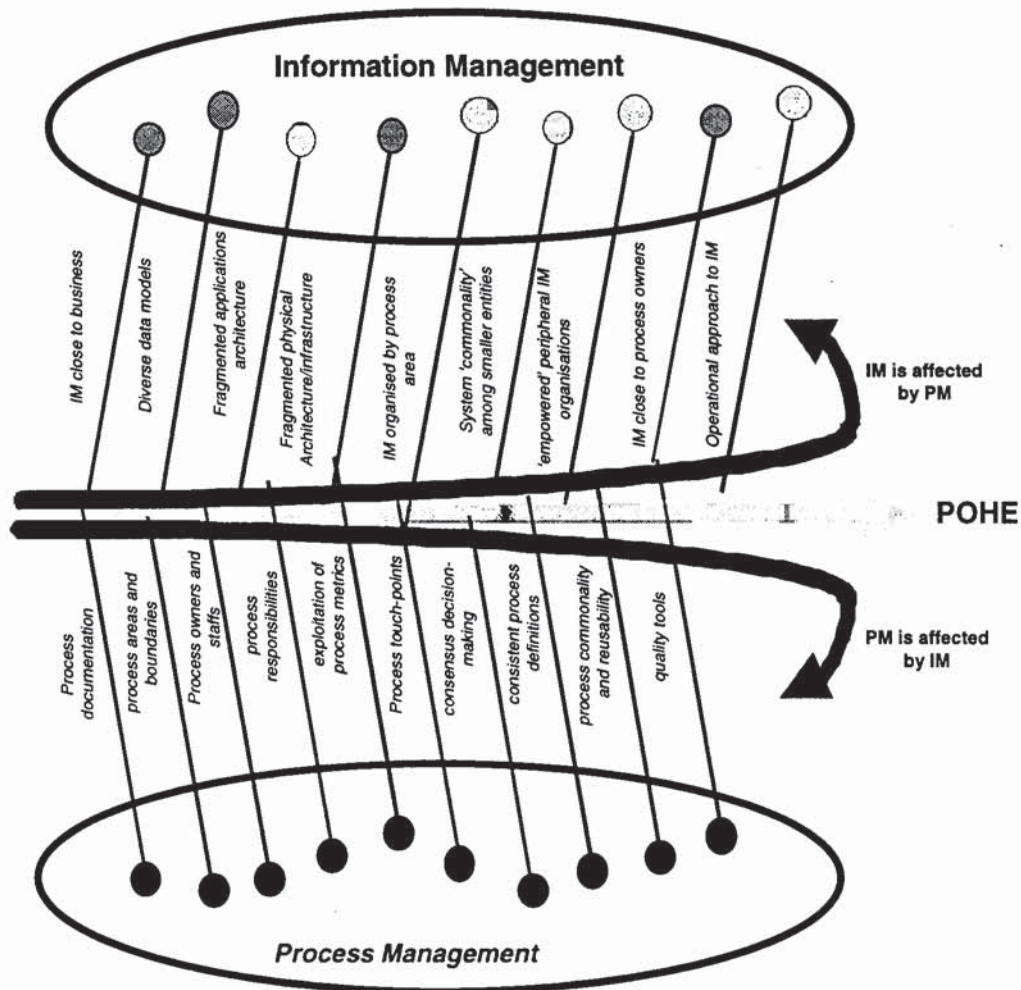 Information Management
IM close to business
Diverse data models
Fragmented applications
architecture
Fragmented physical
Architecture/infrastructure
IM organised by process
area
System 'commonality'
among smaller entities
'empowered' peripheral IM
organisations
IM close to process owners
Operational approach to IM
IM is affected
by PM
POHE
Process
documentation
process areas and
boundaries
Process owners and
staffs
process
responsibilities
exploitation of
process metrics
Process touch-points
consensus decision-
making
consistent process
definitions
process commonality
and reusability
quality tools
PM is affected
by IM
Process Management